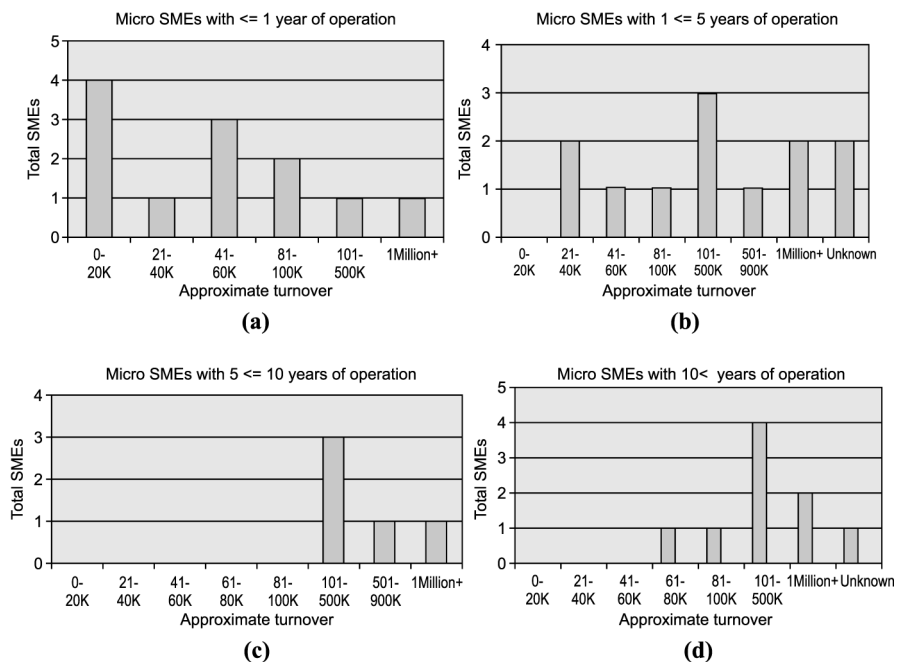 Micro SMEs with <= 1 year of operation
5
4
3
2
1
0
Total SMEs
0-
20K
21-
40K
41-
60K
81-
100K
101-
500K
1Million+
Approximate turnover
(a)
Micro SMEs with 1 <= 5 years of operation
4
3
2
1
0
Total SMEs
0-
20K
21-
40K
41-
60K
81-
100K
101-
500K
501-
900K
1Million+
Unknown
Approximate turnover
(b)
Micro SMEs with 5 <= 10 years of operation
4
3
2
1
0
Total SMEs
0-
20K
21-
40K
41-
60K
61-
80K
81-
100K
101-
500K
501-
900K
1Million+
Approximate turnover
(c)
Micro SMEs with 10< years of operation
5
4
3
2
1
0
Total SMEs
0-
20K
21-
40K
41-
60K
61-
80K
81-
100K
101-
500K
1Million+
Unknown
Approximate turnover
(d)